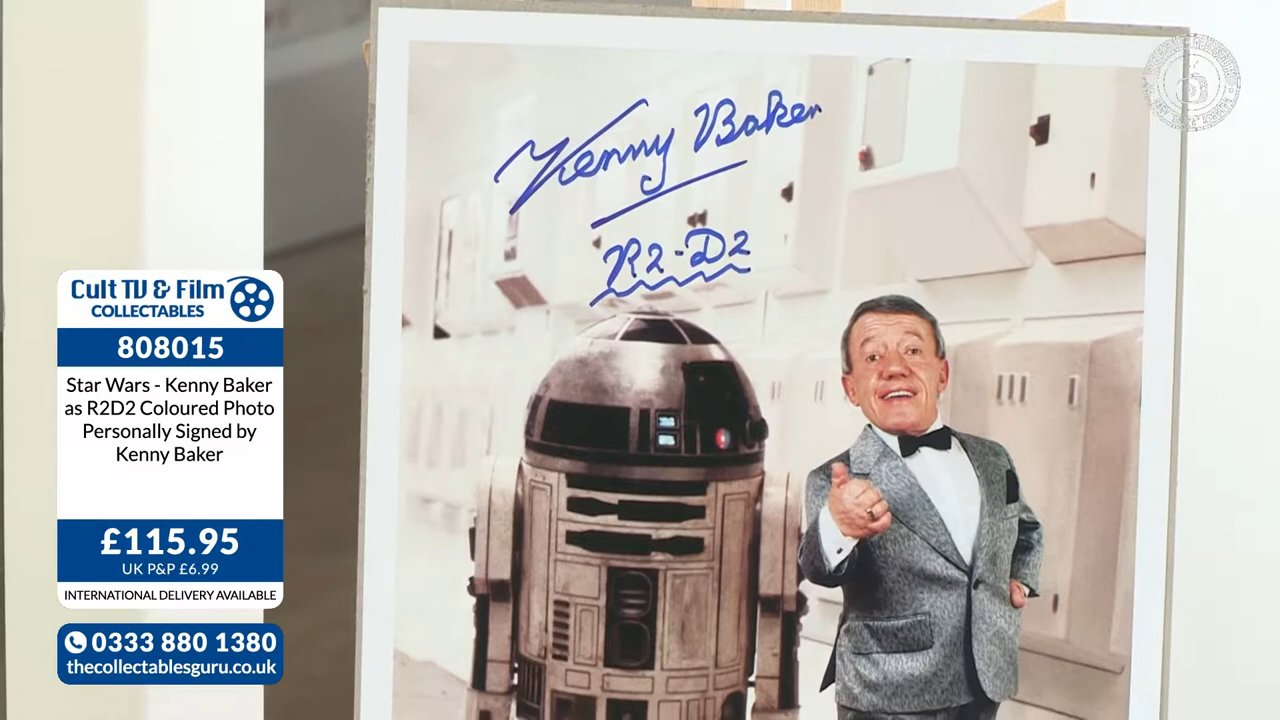 Kenny Baker
R2-D2
Cult TV & Film
COLLECTABLES
808015
Star Wars - Kenny Baker
as R2D2 Coloured Photo
Personally Signed by
Kenny Baker
£115.95
UK P&P £6.99
INTERNATIONAL DELIVERY AVAILABLE
0333 880 1380
thecollectablesguru.co.uk